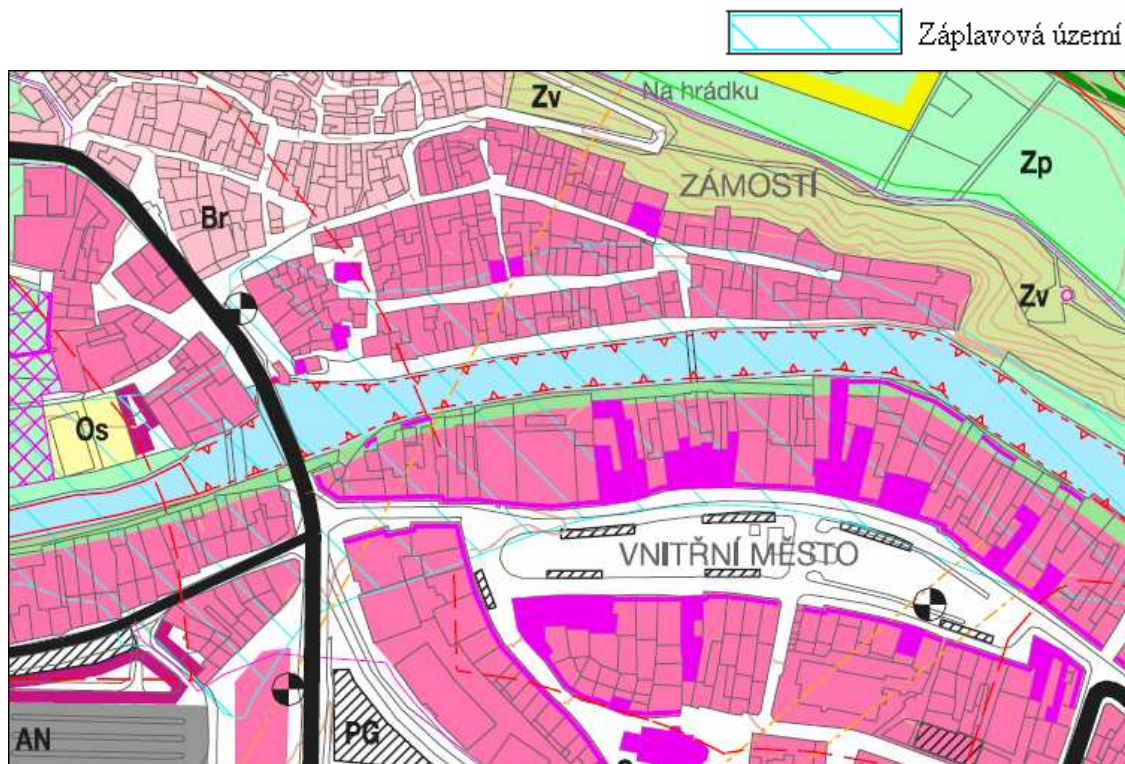 Záplavová území
Zv
Na hrádku
Zp
ZÁMOSTÍ
Br
Zv
Os
VNITŘNÍ MĚSTO
AN
PG